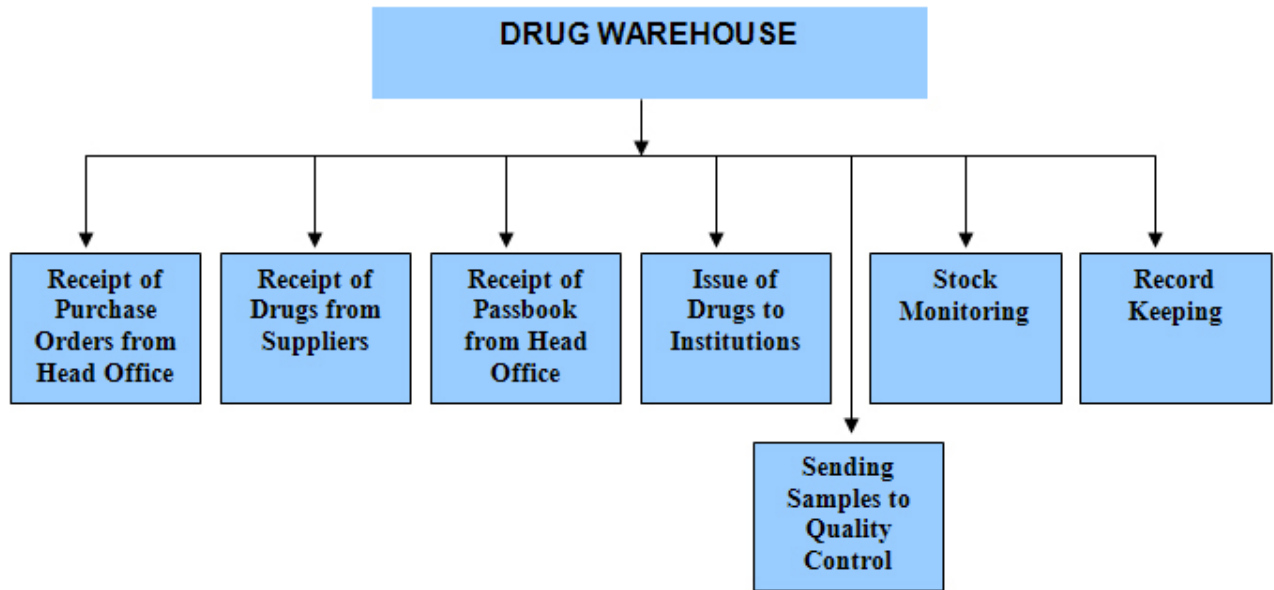 DRUG WAREHOUSE
Receipt of
Purchase
Orders from
Head Office
Receipt of
Drugs from
Suppliers
Receipt of
Passbook
from Head
Office
Issue of
Drugs to
Institutions
Stock
Monitoring
Record
Keeping
Sending
Samples to
Quality
Control